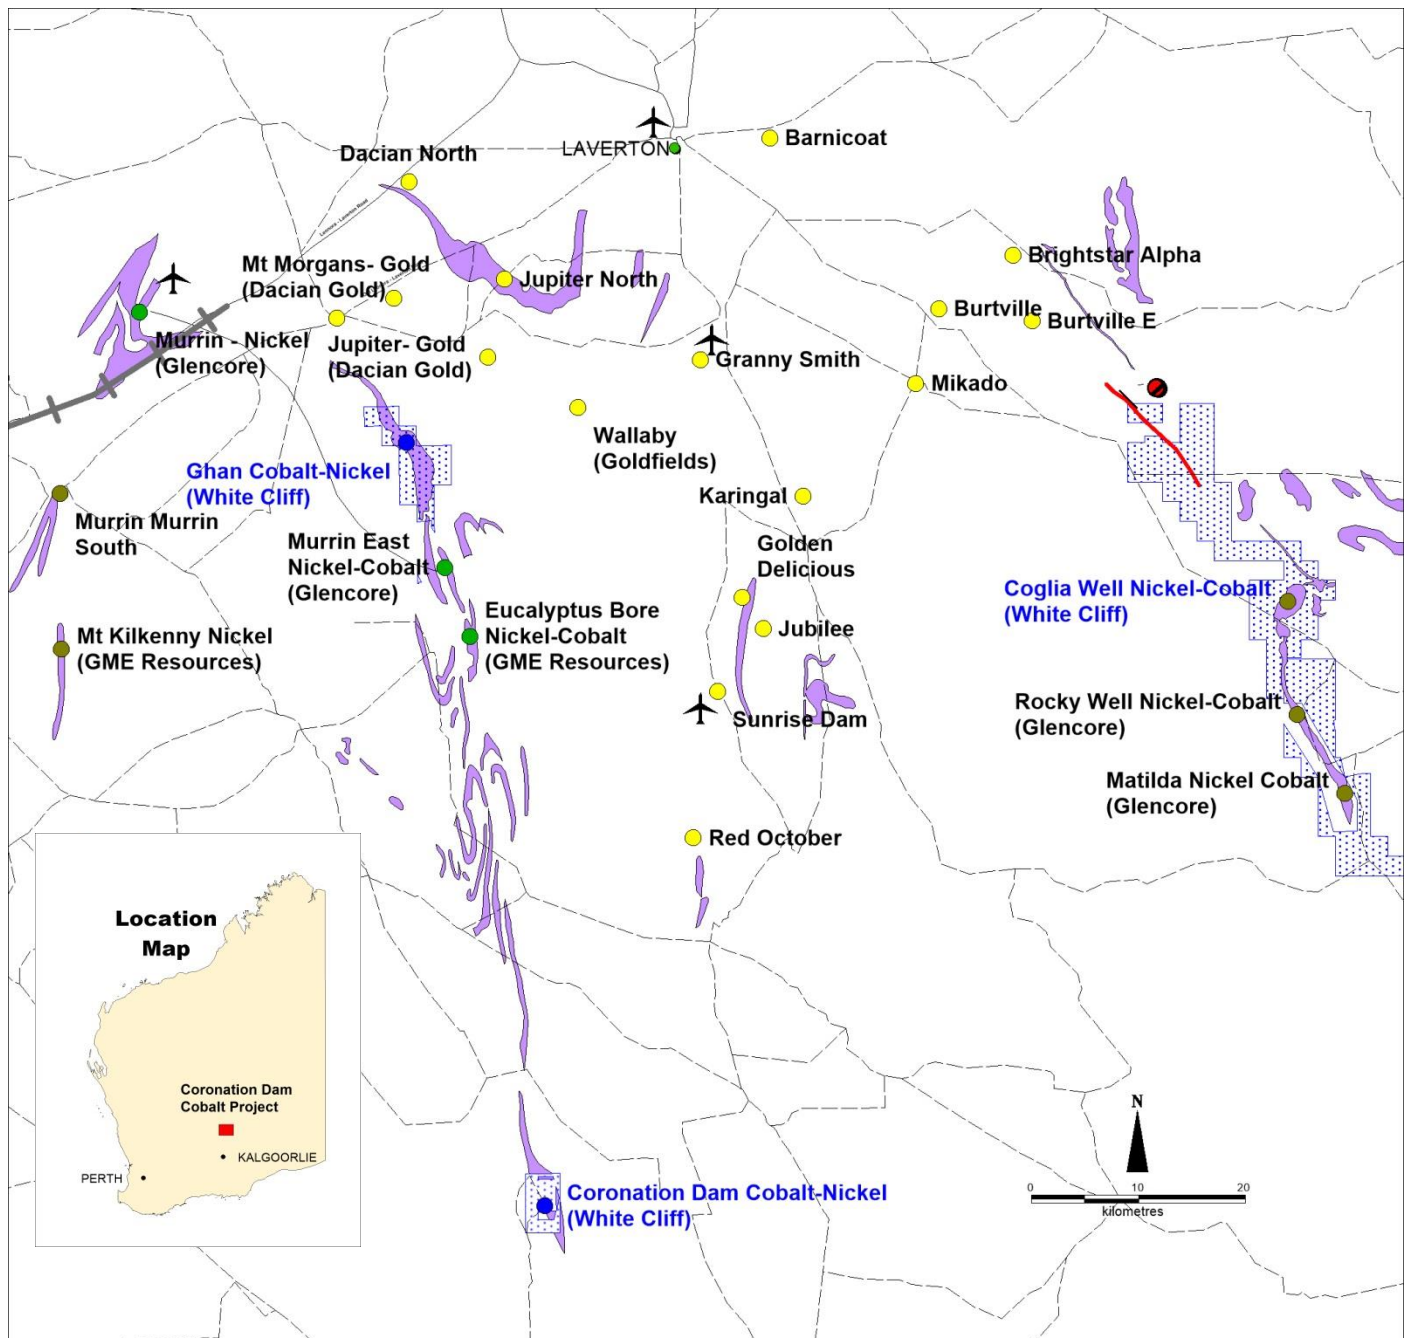 Barnicoat
LAVERTON
Dacian North
Leonora - Laverton Road
Brightstar Alpha
Mt Morgans- Gold
(Dacian Gold)
Jupiter North
Burtville
Burtville E
Murrin - Nickel
(Glencore)
Jupiter- Gold
(Dacian Gold)
Granny Smith
Mikado
Wallaby
(Goldfields)
Ghan Cobalt-Nickel
(White Cliff)
Karingal
Murrin Murrin
South
Murrin East
Nickel-Cobalt
(Glencore)
Golden
Delicious
Coglia Well Nickel-Cobalt
(White Cliff)
Eucalyptus Bore
Nickel-Cobalt
(GME Resources)
Jubilee
Mt Kilkenny Nickel
(GME Resources)
Rocky Well Nickel-Cobalt
(Glencore)
Sunrise Dam
Matilda Nickel Cobalt
(Glencore)
Red October
Location
Map
Coronation Dam
Cobalt Project
KALGOORLIE
PERTH
N
0 10 20
kilometres
Coronation Dam Cobalt-Nickel
(White Cliff)